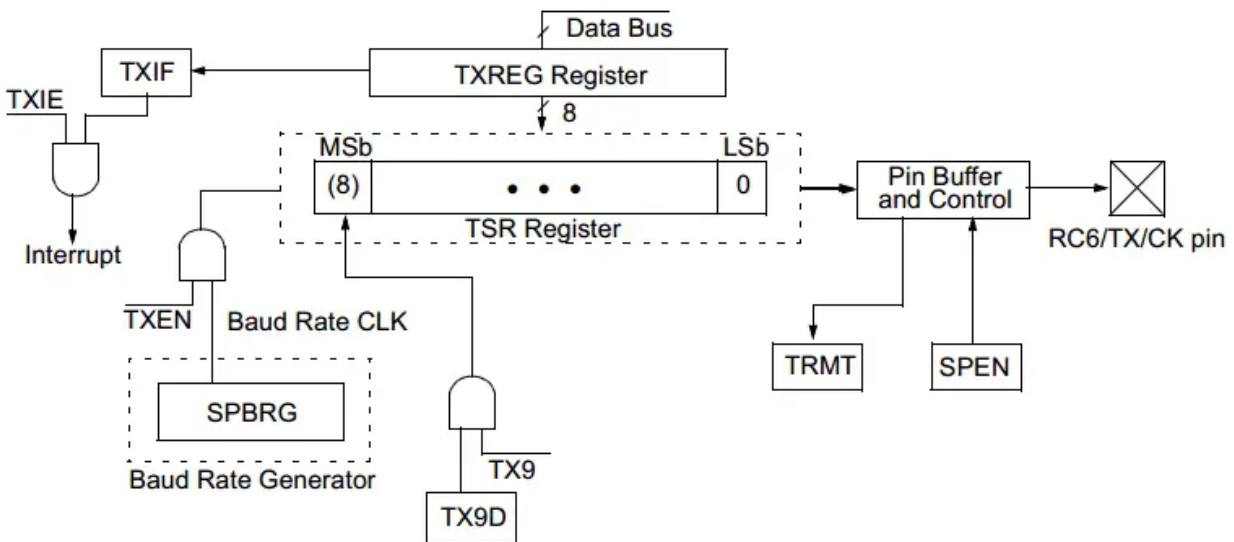 Data Bus
TXIF
TXREG Register
TXIE
8
MSb
LSb
(8)
• • •
0
Pin Buffer
and Control
TSR Register
Interrupt
RC6/TX/CK pin
TXEN
Baud Rate CLK
TRMT
SPEN
SPBRG
TX9
Baud Rate Generator
TX9D